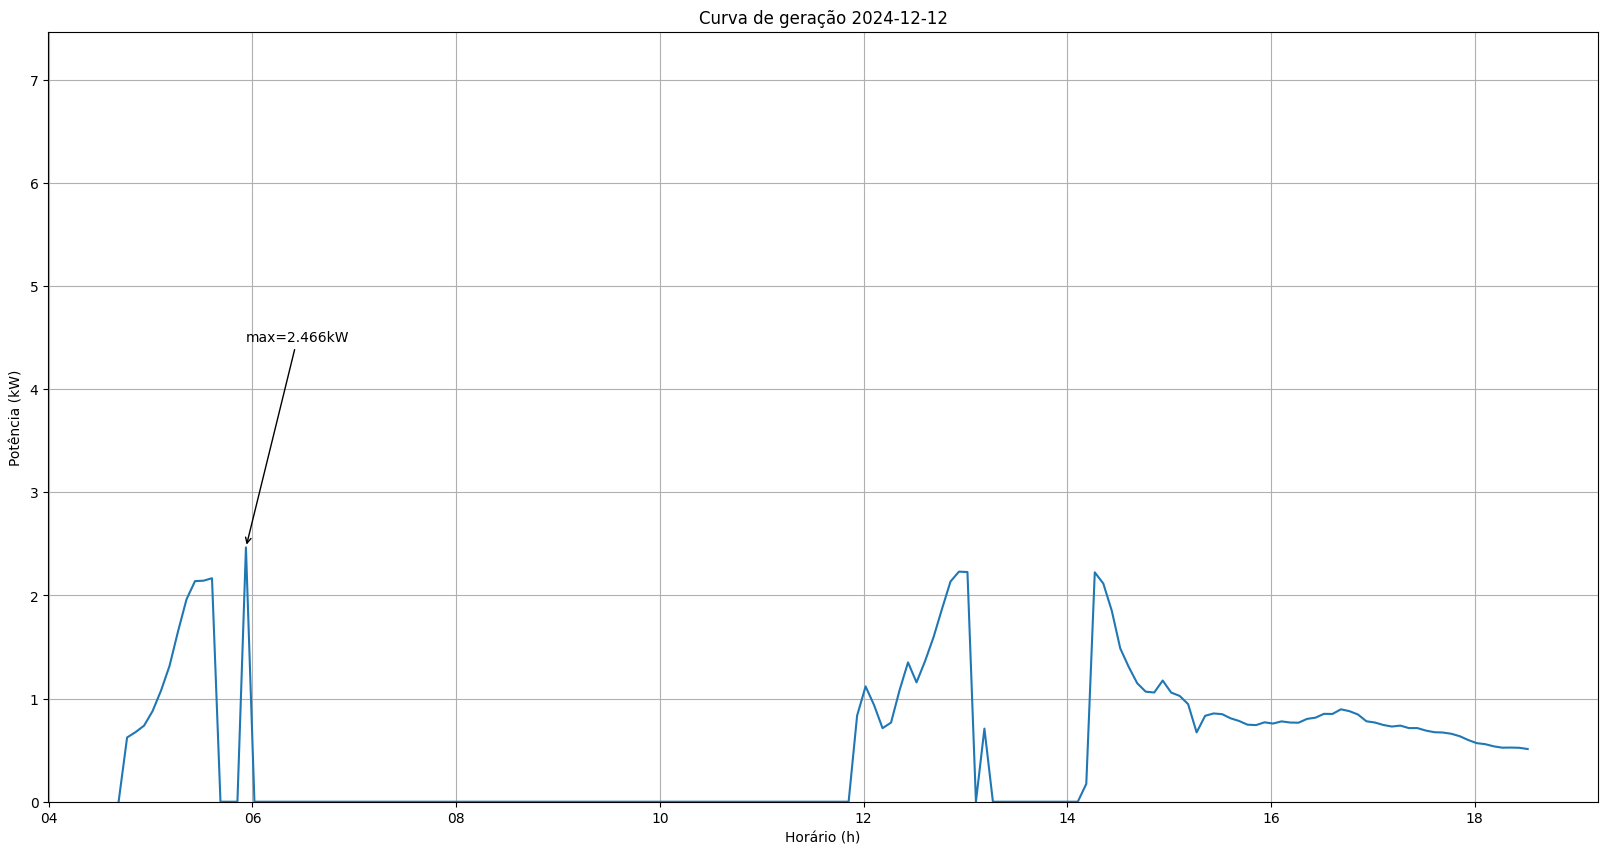 Curva de geração 2024-12-12
7
6
5
4
3
2
1
0
Potência (kW)
max=2.466kW
04 06 08 10 12 14 16 18
Horário (h)